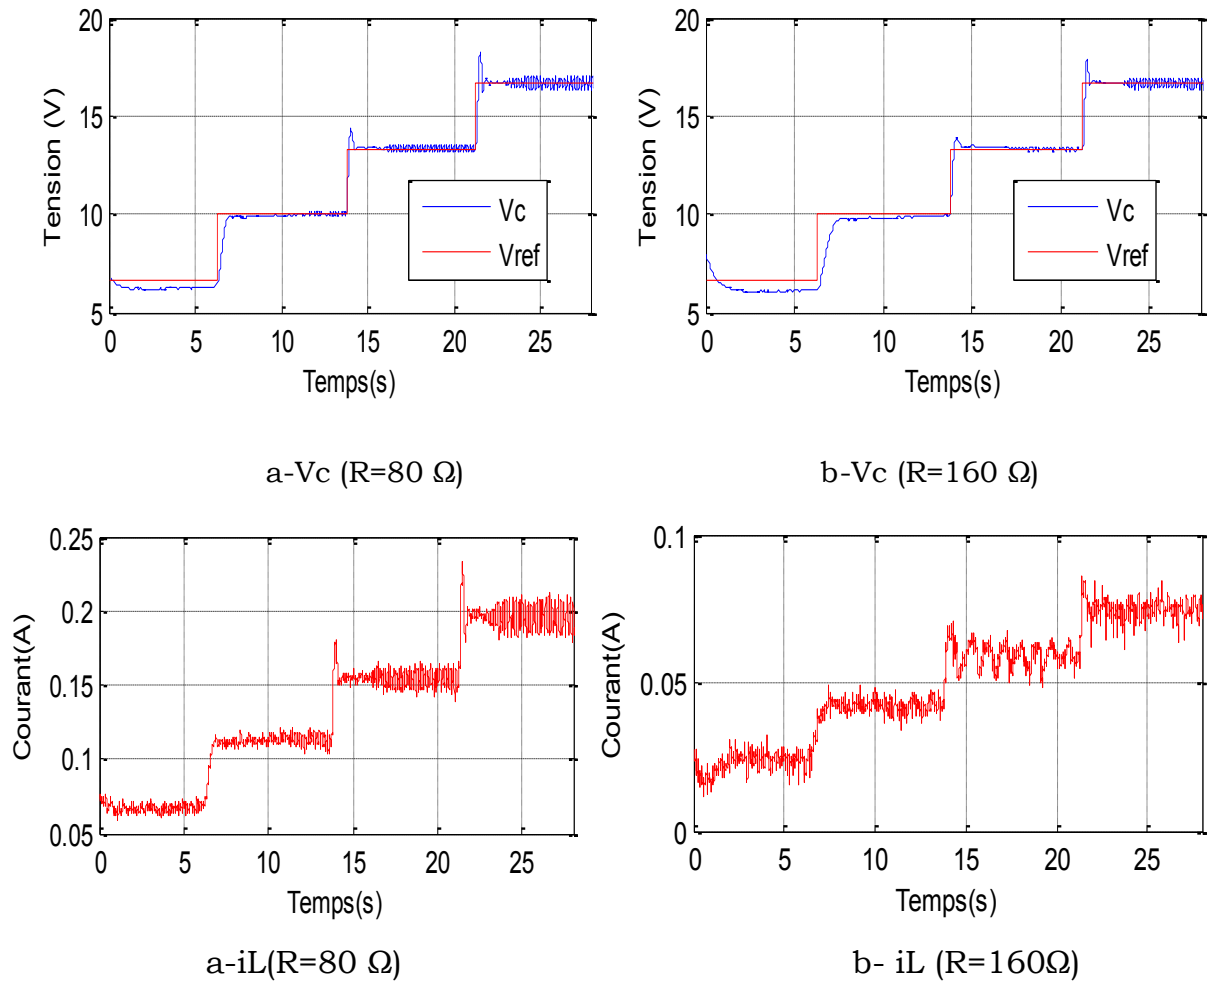 20
15
10
5
Tension (V)
Vc
Vref
0 5 10 15 20 25
Temps(s)
a-Vc (R=80 Ω)
20
15
10
5
Tension (V)
Vc
Vref
0 5 10 15 20 25
Temps(s)
b-Vc (R=160 Ω)
0.25
0.2
0.15
0.1
0.05
Courant(A)
0 5 10 15 20 25
Temps(s)
a-iL(R=80 Ω)
0.1
0.05
0
Courant(A)
0 5 10 15 20 25
Temps(s)
b- iL (R=160Ω)